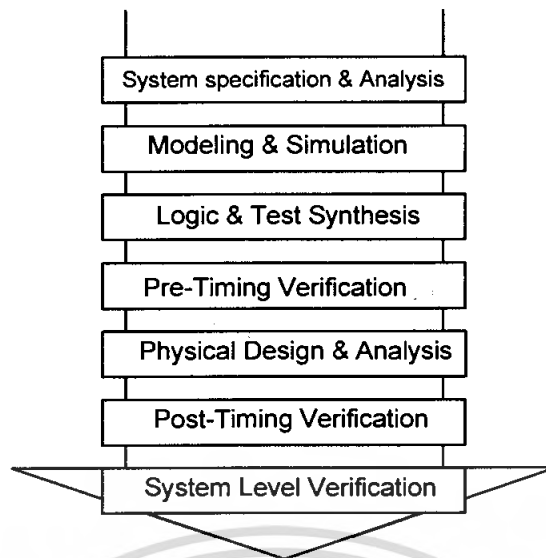 System specification & Analysis
Modeling & Simulation
Logic & Test Synthesis
Pre-Timing Verification
Physical Design & Analysis
Post-Timing Verification
System Level Verification